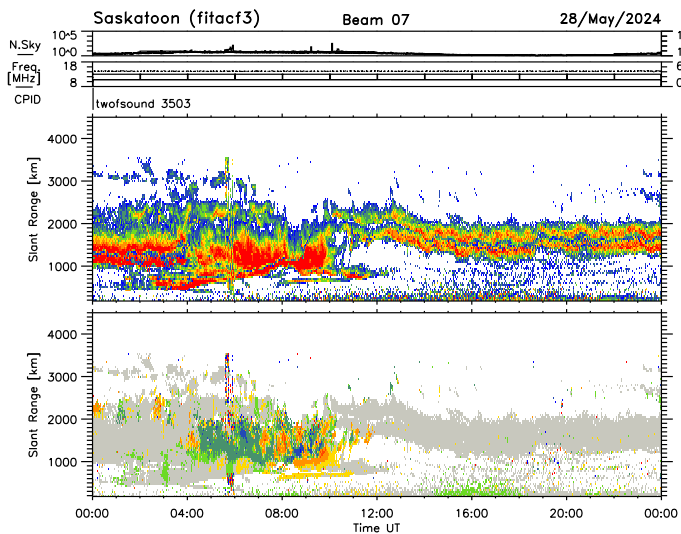 Saskatoon (fitacf3) Beam 07 28/May/2024
N.Sky 10^5 10^0
Freq. [MHz] 18 8
CPID twofsound 3503
Slant Range [km] 4000 3000 2000 1000
Slant Range [km] 4000 3000 2000 1000
00:00 04:00 08:00 12:00 16:00 20:00 00:00
Time UT